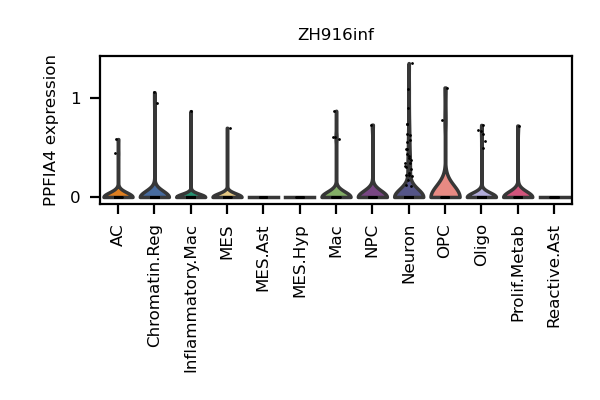 ZH916inf
PPFIA4 expression
1
0
AC
Chromatin.Reg
Inflammatory.Mac
MES
MES.Ast
MES.Hyp
Mac
NPC
Neuron
OPC
Oligo
Prolif.Metab
Reactive.Ast